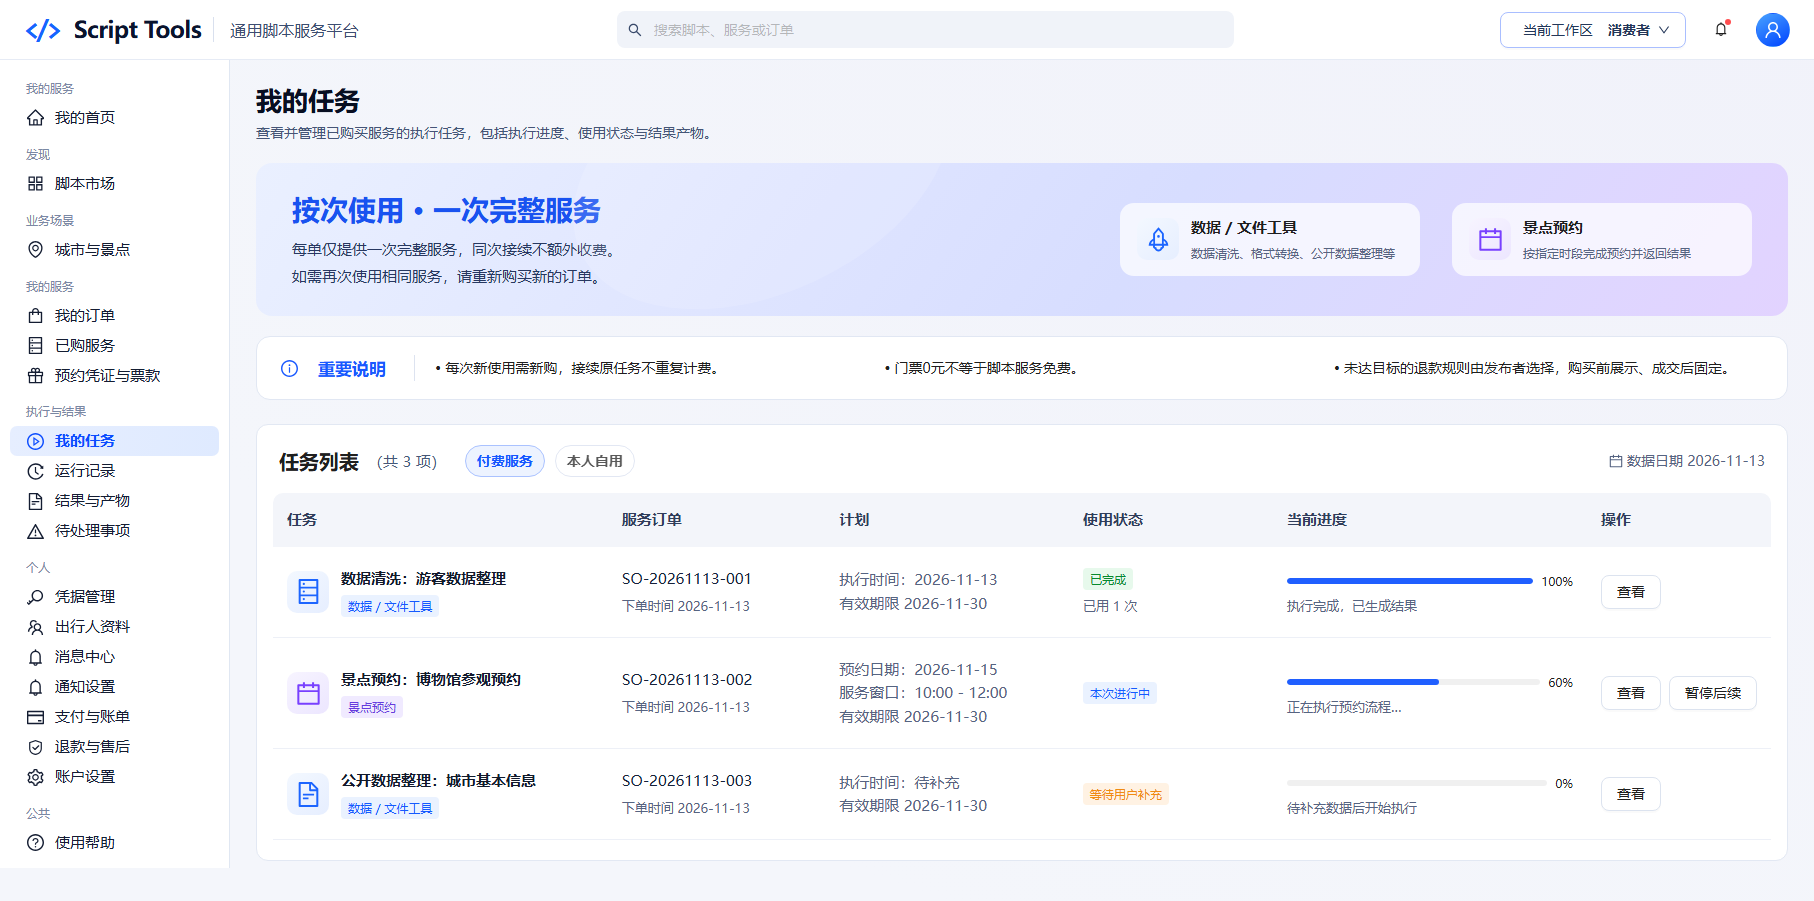 Script Tools 通用脚本服务平台 搜索脚本、服务或订单 当前工作区 消费者
我的服务
我的首页
发现
脚本市场
业务场景
城市与景点
我的服务
我的订单
已购服务
预约凭证与票款
执行与结果
我的任务
运行记录
结果与产物
待处理事项
个人
凭据管理
出行人资料
消息中心
通知设置
支付与账单
退款与售后
账户设置
公共
使用帮助
我的任务
查看并管理已购买服务的执行任务，包括执行进度、使用状态与结果产物。
按次使用 · 一次完整服务
每单仅提供一次完整服务，同次接续不额外收费。
如需再次使用相同服务，请重新购买新的订单。
数据 / 文件工具
数据清洗、格式转换、公开数据整理等
景点预约
按指定时段完成预约并返回结果
重要说明 • 每次新使用需新购，接续原任务不重复计费。 • 门票0元不等于脚本服务免费。 • 未达目标的退款规则由发布者选择，购买前展示、成交后固定。
任务列表 (共 3 项) 付费服务 本人自用 数据日期 2026-11-13
任务 服务订单 计划 使用状态 当前进度 操作
数据清洗：游客数据整理
数据 / 文件工具
SO-20261113-001
下单时间 2026-11-13
执行时间：2026-11-13
有效期限 2026-11-30
已完成
已用 1 次
100%
执行完成，已生成结果
查看
景点预约：博物馆参观预约
景点预约
SO-20261113-002
下单时间 2026-11-13
预约日期：2026-11-15
服务窗口：10:00 - 12:00
有效期限 2026-11-30
本次进行中
60%
正在执行预约流程...
查看 暂停后续
公开数据整理：城市基本信息
数据 / 文件工具
SO-20261113-003
下单时间 2026-11-13
执行时间：待补充
有效期限 2026-11-30
等待用户补充
0%
待补充数据后开始执行
查看